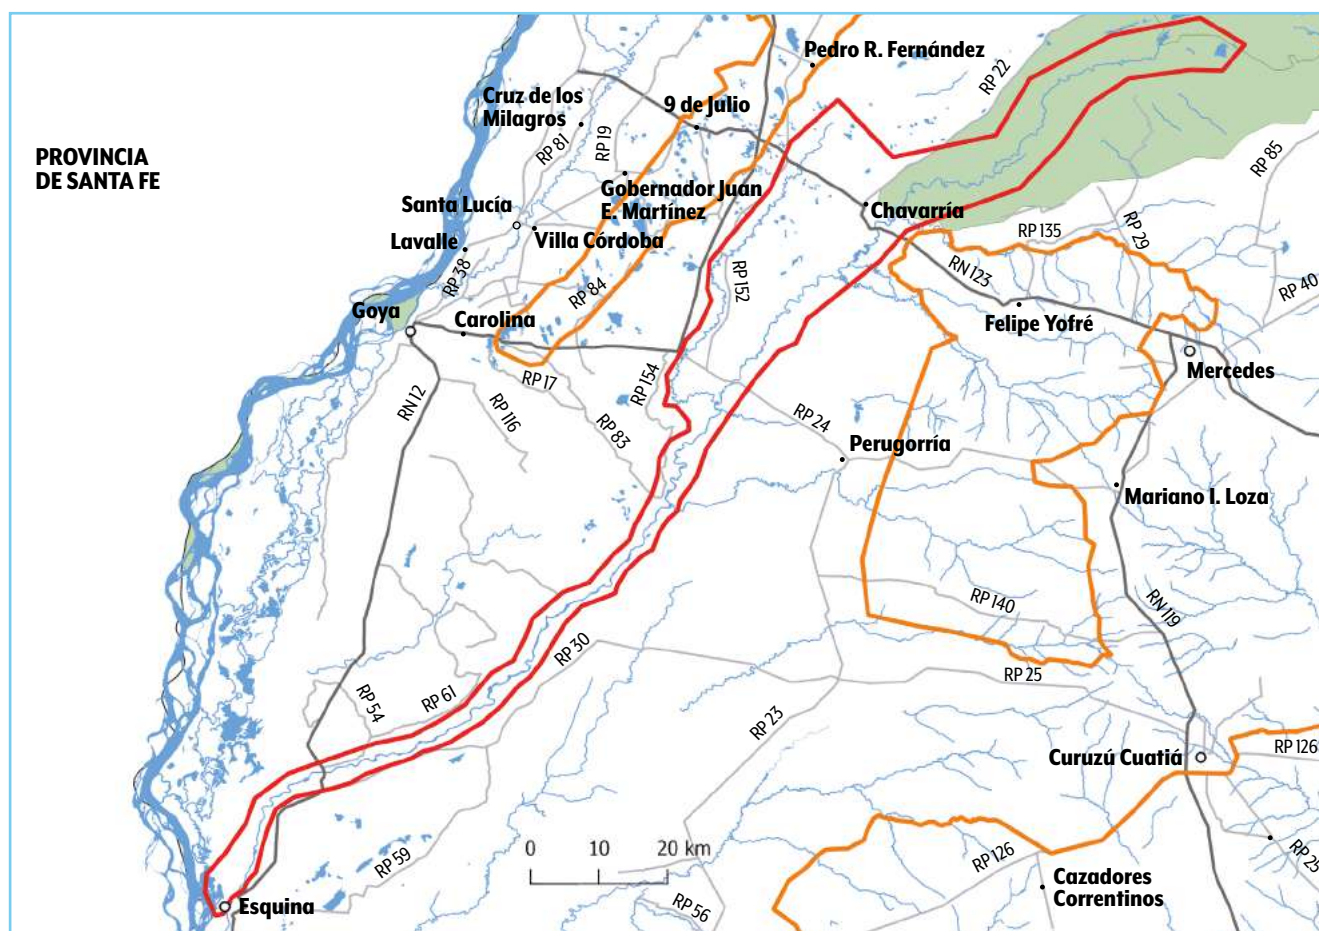 Pedro R. Fernández
RP 22
Cruz de los
Milagros
9 de Julio
RP 81
RP 19
PROVINCIA
DE SANTA FE
RP 85
Gobernador Juan
E. Martínez
Santa Lucía
Chavarría
Villa Córdoba
Lavalle
RP 135
RP 29
RP 38
RP 152
RN 123
RP 84
RP 40
Goya
Carolina
Felipe Yofré
Mercedes
RP 17
RP 154
RN 12
RP 116
RP 83
RP 24
Perugorría
Mariano I. Loza
RP 140
RN 119
RP 30
RP 25
RP 61
RP 54
RP 23
Curuzú Cuatiá
RP 126
0 10 20 km
RP 59
RP 126
RP 25
Cazadores
Correntinos
Esquina
RP 56